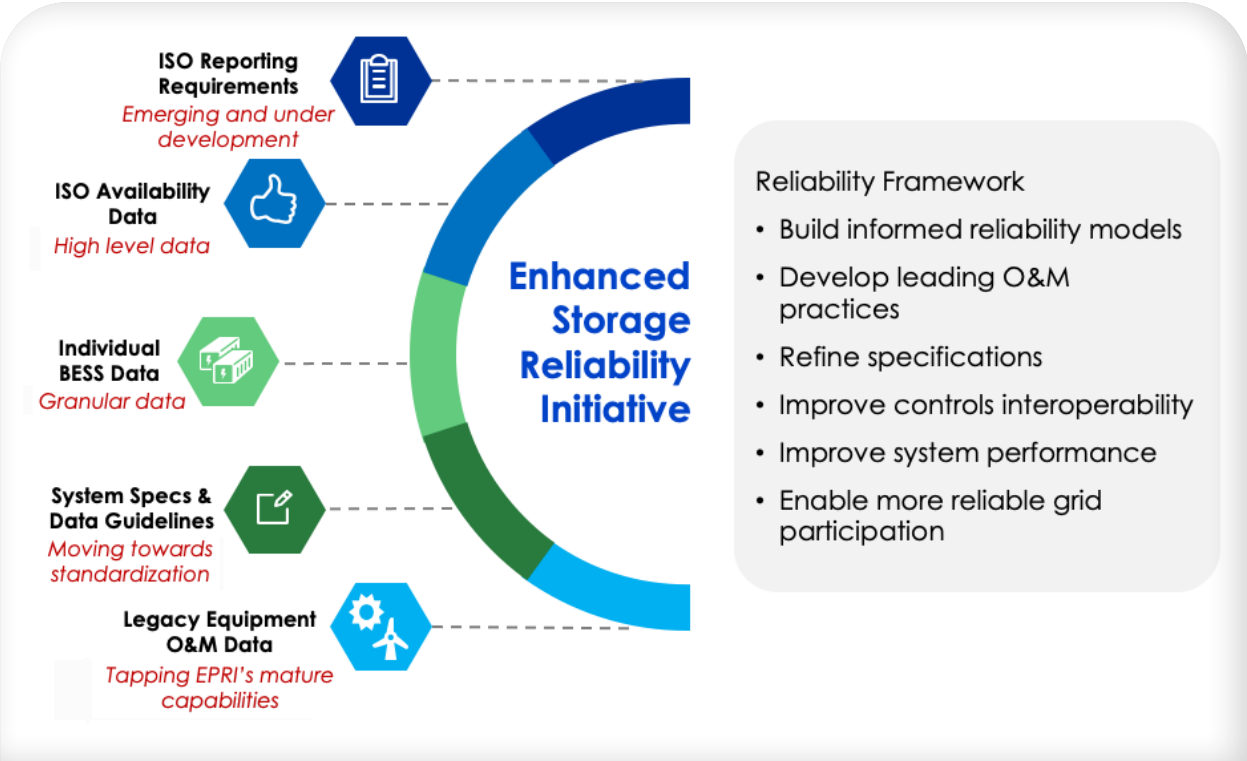 ISO Reporting
Requirements
Emerging and under
development
ISO Availability
Data
High level data
Individual
BESS Data
Granular data
System Specs &
Data Guidelines
Moving towards
standardization
Legacy Equipment
O&M Data
Tapping EPRI's mature
capabilities
Enhanced
Storage
Reliability
Initiative
Reliability Framework
• Build informed reliability models
• Develop leading O&M
practices
• Refine specifications
• Improve controls interoperability
• Improve system performance
• Enable more reliable grid
participation